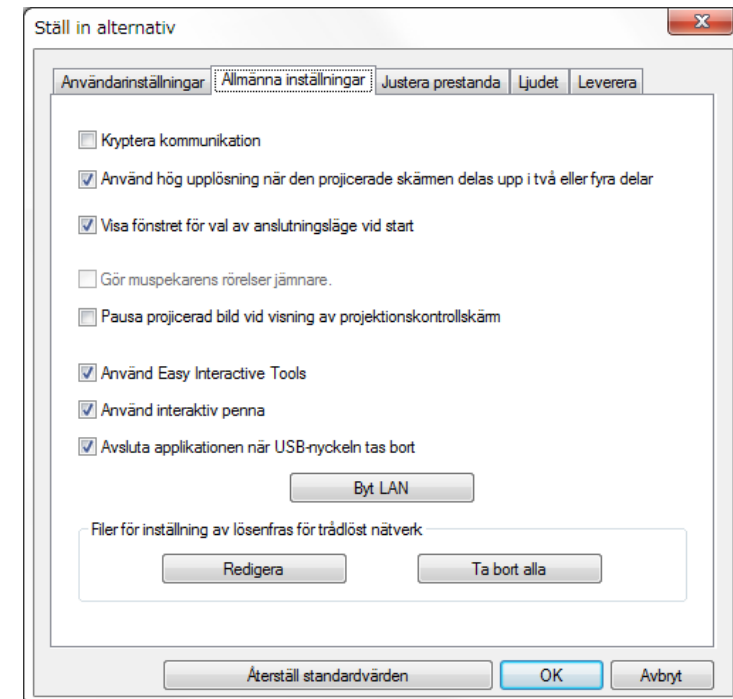 Ställ in alternativ
Användarinställningar Allmänna inställningar Justera prestanda Ljudet Leverera
Kryptera kommunikation
Använd hög upplösning när den projicerade skärmen delas upp i två eller fyra delar
Visa fönstret för val av anslutningsläge vid start
Gör muspekarens rörelser jämnare.
Pausa projicerad bild vid visning av projektionskontrollskärm
Använd Easy Interactive Tools
Använd interaktiv penna
Avsluta applikationen när USB-nyckeln tas bort
Byt LAN
Filer för inställning av lösenfras för trådlöst nätverk
Redigera Ta bort alla
Återställ standardvärden OK Avbryt